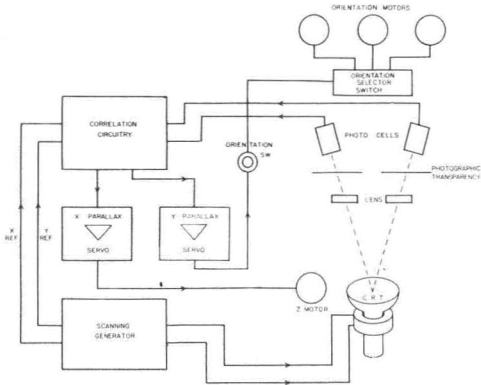 ORIENTATION MOTORS
ORIENTATION
SELECTOR
SWITCH
CORRELATION
CIRCUITRY
ORIENTATION
SW
PHOTO CELLS
PHOTOGRAPHIC
TRANSPARENCY
LENS
X
REF
Y
REF
X PARALLAX
SERVO
Y PARALLAX
SERVO
C.R.T
Z MOTOR
SCANNING
GENERATOR